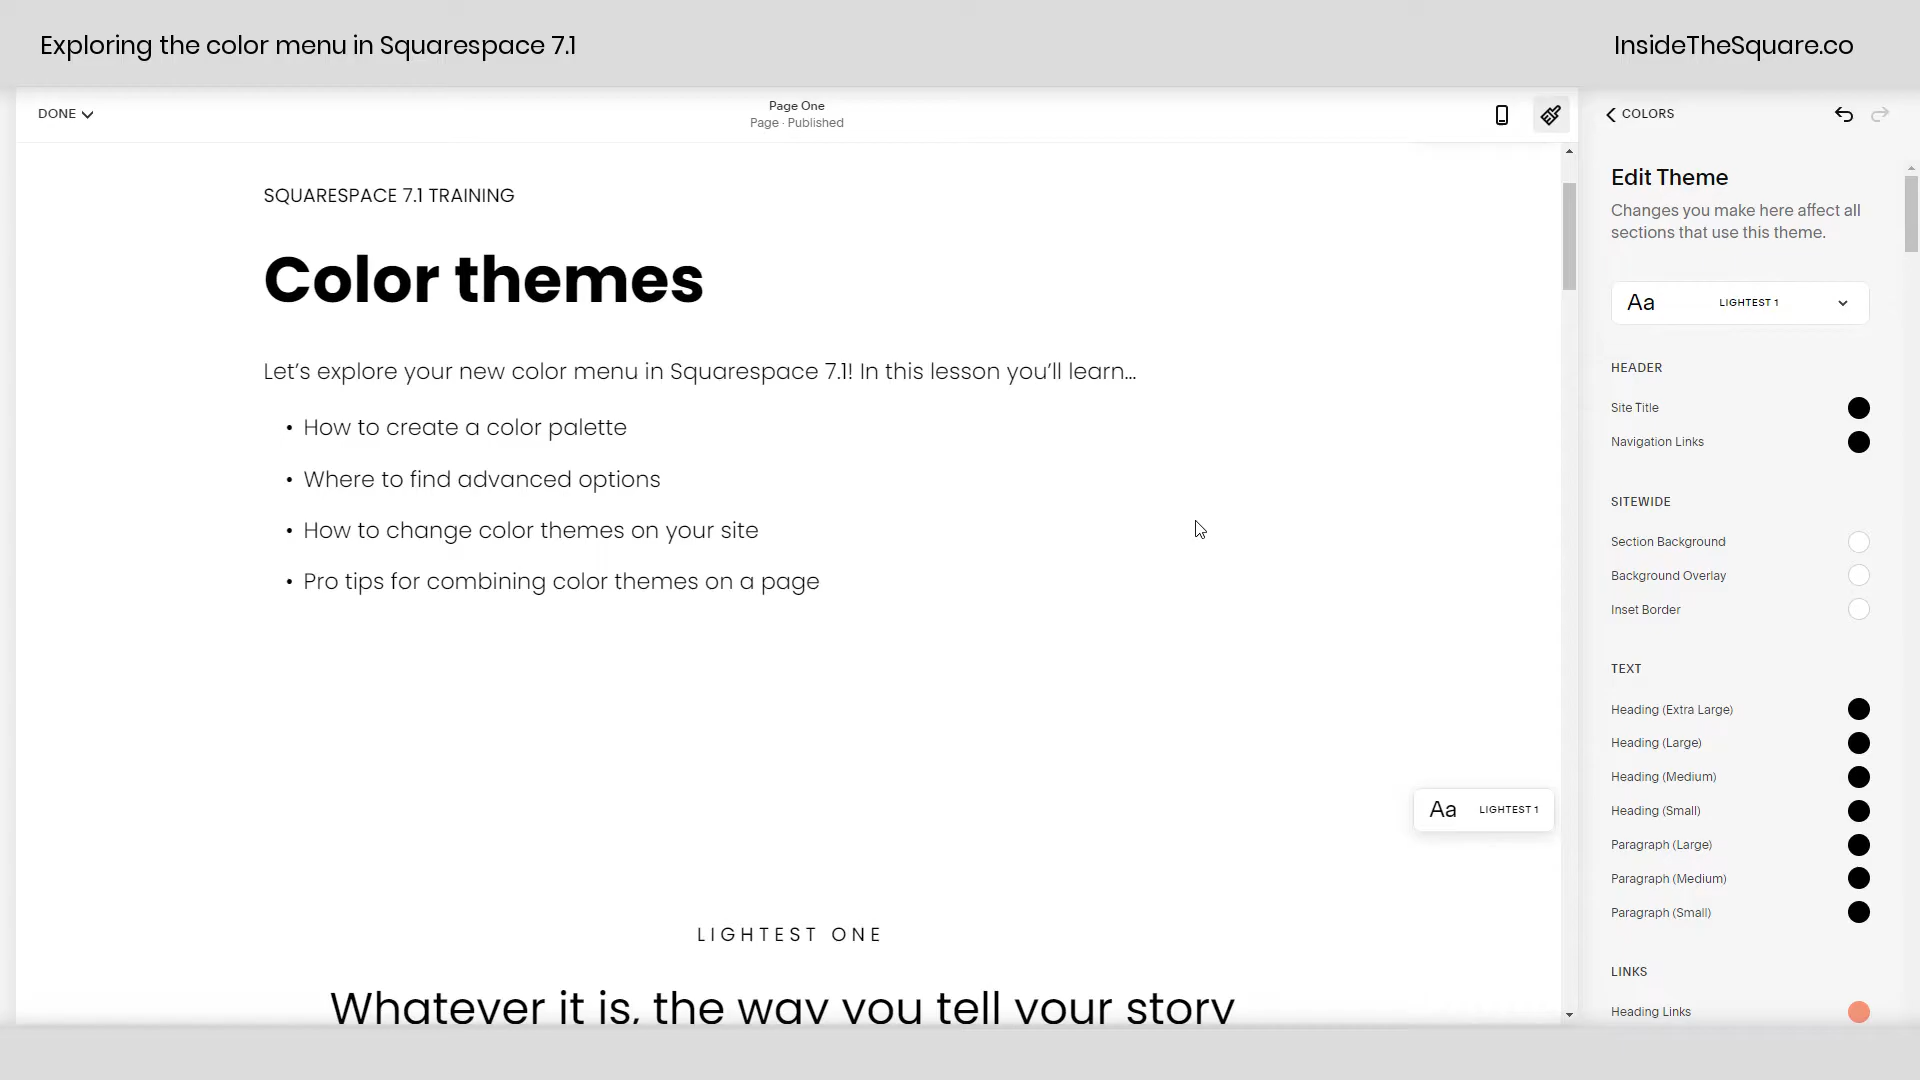 Exploring the color menu in Squarespace 7.1
InsideTheSquare.co
DONE
Page One
Page · Published
COLORS
SQUARESPACE 7.1 TRAINING
Color themes
Let’s explore your new color menu in Squarespace 7.1! In this lesson you’ll learn...
• How to create a color palette
• Where to find advanced options
• How to change color themes on your site
• Pro tips for combining color themes on a page
Aa LIGHTEST 1
LIGHTEST ONE
Whatever it is, the way you tell your story
Edit Theme
Changes you make here affect all
sections that use this theme.
Aa LIGHTEST 1
HEADER
Site Title
Navigation Links
SITEWIDE
Section Background
Background Overlay
Inset Border
TEXT
Heading (Extra Large)
Heading (Large)
Heading (Medium)
Heading (Small)
Paragraph (Large)
Paragraph (Medium)
Paragraph (Small)
LINKS
Heading Links